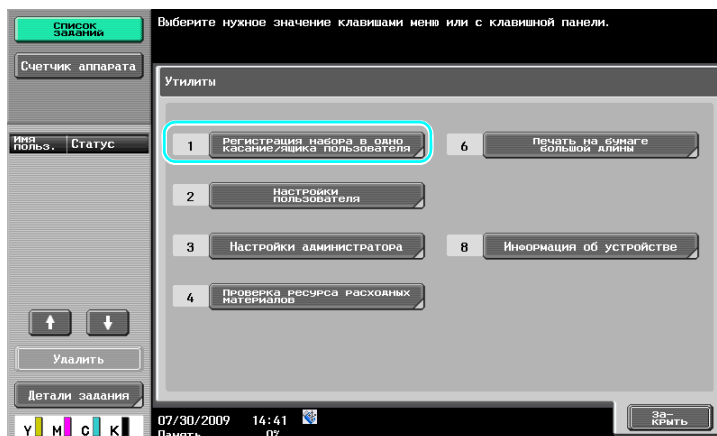 Список
заданий
Счетчик аппарата
Имя
польз.
Статус
Удалить
Детали задания
Y M C K
Выберите нужное значение клавишами меню или с клавишной панели.
Утилиты
1 Регистрация набора в одно
касание/ящика пользователя
2 Настройки
пользователя
3 Настройки администратора
4 Проверка ресурса расходных
материалов
6 Печать на бумаге
большой длины
8 Информация об устройстве
07/30/2009 14:41
Память 0%
За-
крыть